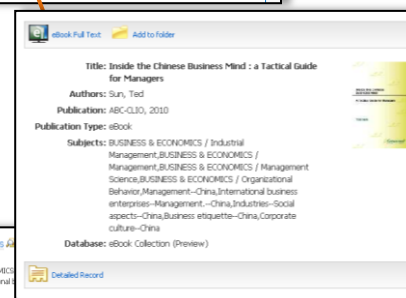 eBook Full Text Add to folder
Title: Inside the Chinese Business Mind : a Tactical Guide
for Managers
Authors: Sun, Ted
Publication: ABC-CLIO, 2010
Publication Type: eBook
Subjects: BUSINESS & ECONOMICS / Industrial
Management,BUSINESS & ECONOMICS /
Management,BUSINESS & ECONOMICS / Management
Science,BUSINESS & ECONOMICS / Organizational
Behavior,Management--China,International business
enterprises--Management.--China,Industries--Social
aspects--China,Business etiquette--China,Corporate
culture--China
Database: eBook Collection (Preview)
Detailed Record